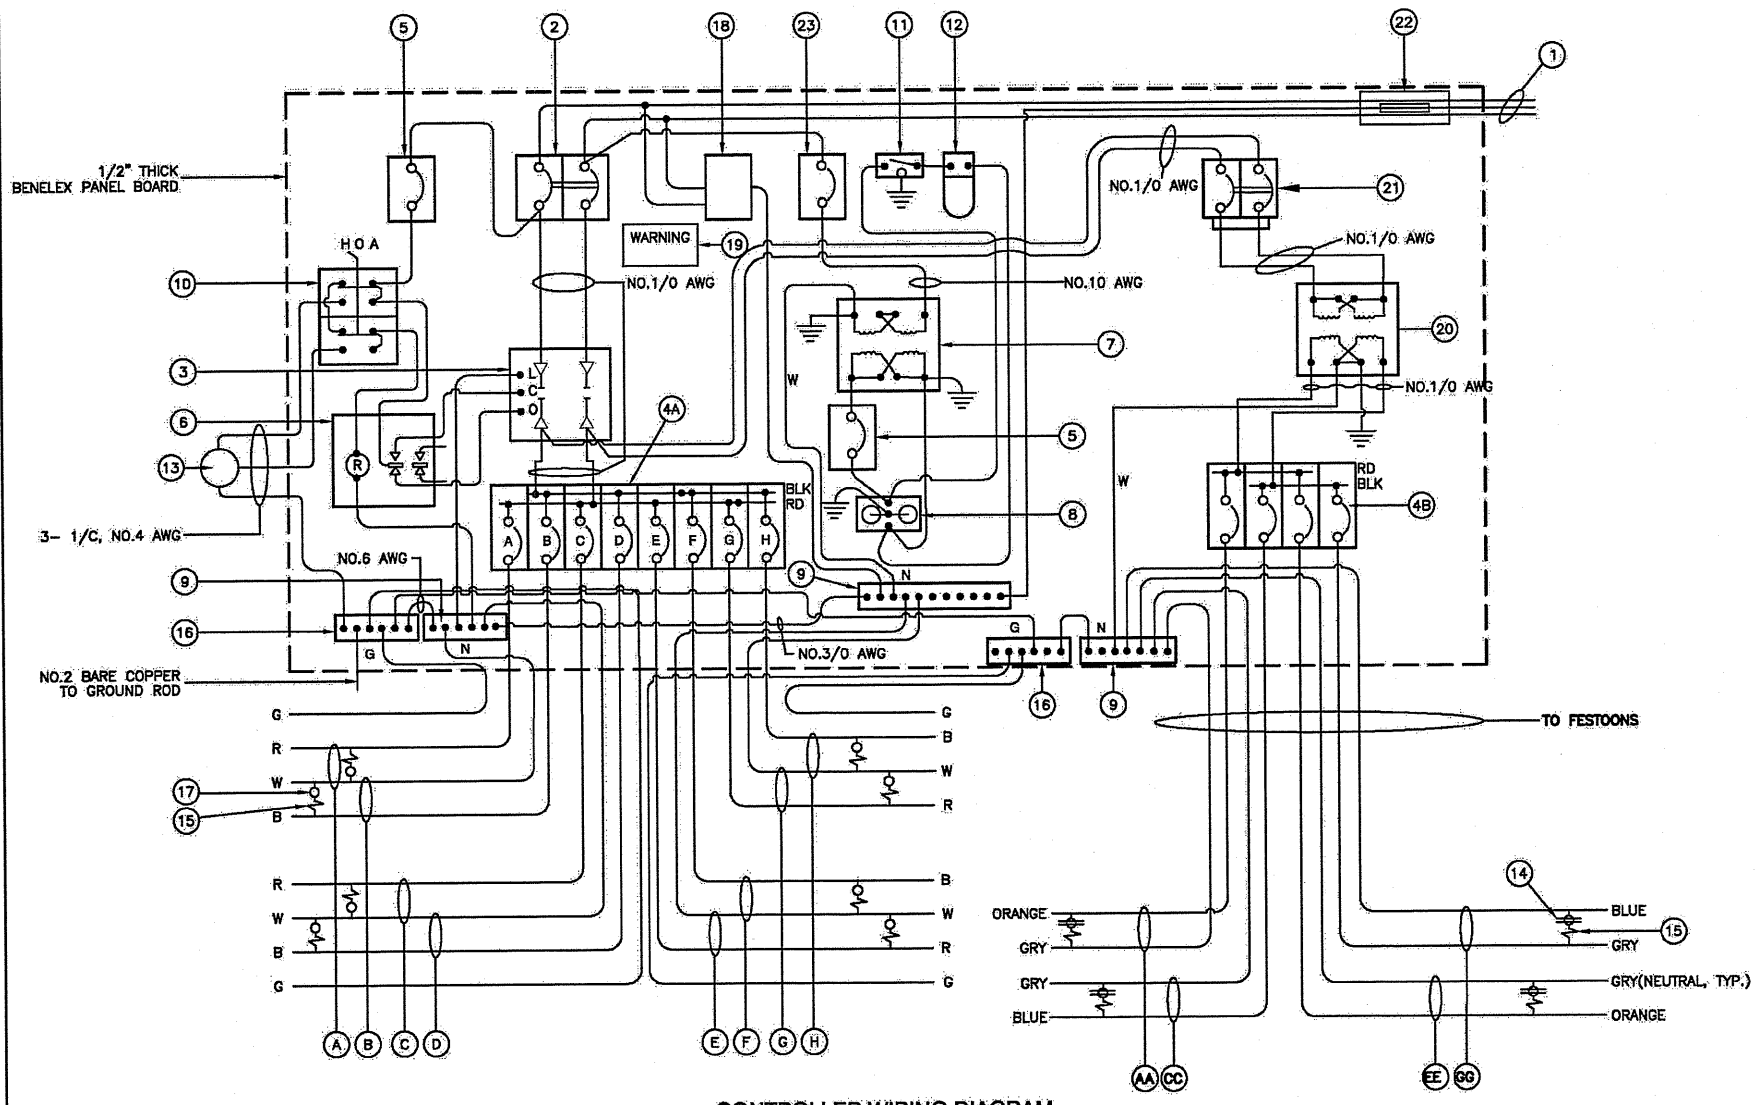 5
2
18
23
11
12
22
1
1/2" THICK
BENELEX PANEL BOARD
NO.1/0 AWG
21
WARNING
19
H O A
NO.1/0 AWG
10
NO.1/0 AWG
NO.10 AWG
20
7
3
L
C
O
W
NO.1/0 AWG
4A
6
5
13
R
RD
BLK
W
BLK
RD
4B
8
A
B
C
D
E
F
G
H
3- 1/C, NO.4 AWG
NO.6 AWG
9
9
N
16
G
N
G
N
NO.3/0 AWG
NO.2 BARE COPPER
TO GROUND ROD
16
9
G
G
TO FESTOONS
R
B
W
W
17
B
15
R
R
B
14
W
W
ORANGE
BLUE
15
B
R
GRY
GRY
G
G
GRY
GRY(NEUTRAL, TYP.)
BLUE
ORANGE
A
B
C
D
E
F
G
H
AA
CC
EE
GG
CONTROLLER WIRING DIAGRAM